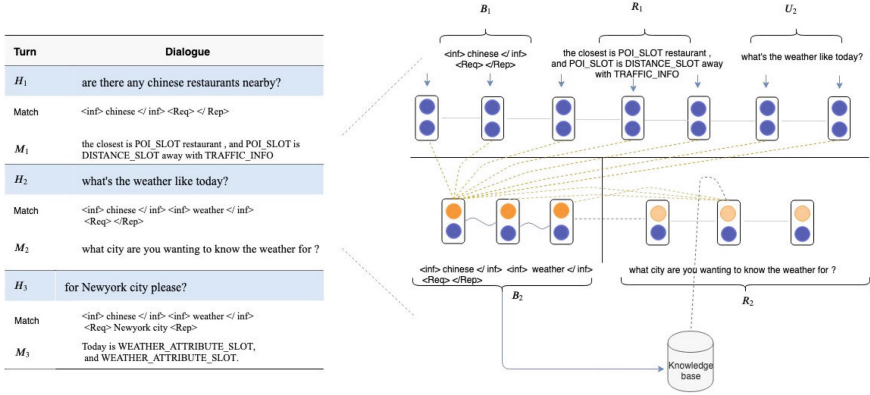 Turn Dialogue
H1 are there any chinese restaurants nearby?
Match <inf> chinese </ inf> <Req> </ Rep>
M1 the closest is POI_SLOT restaurant , and POI_SLOT is
DISTANCE_SLOT away with TRAFFIC_INFO
H2 what's the weather like today?
Match <inf> chinese </ inf> <inf> weather </ inf>
<Req> </Rep>
M2 what city are you wanting to know the weather for ?
H3 for Newyork city please?
Match <inf> chinese </ inf> <inf> weather </ inf>
<Req> Newyork city <Rep>
M3 Today is WEATHER_ATTRIBUTE_SLOT,
and WEATHER_ATTRIBUTE_SLOT.
B1 R1 U2
<inf> chinese </ inf>
<Req> </Rep>
the closest is POI_SLOT restaurant ,
and POI_SLOT is DISTANCE_SLOT away
with TRAFFIC_INFO
what's the weather like today?
<inf> chinese </ inf> <inf> weather </ inf>
<Req> </Rep>
B2
what city are you wanting to know the weather for ?
R2
Knowledge
base